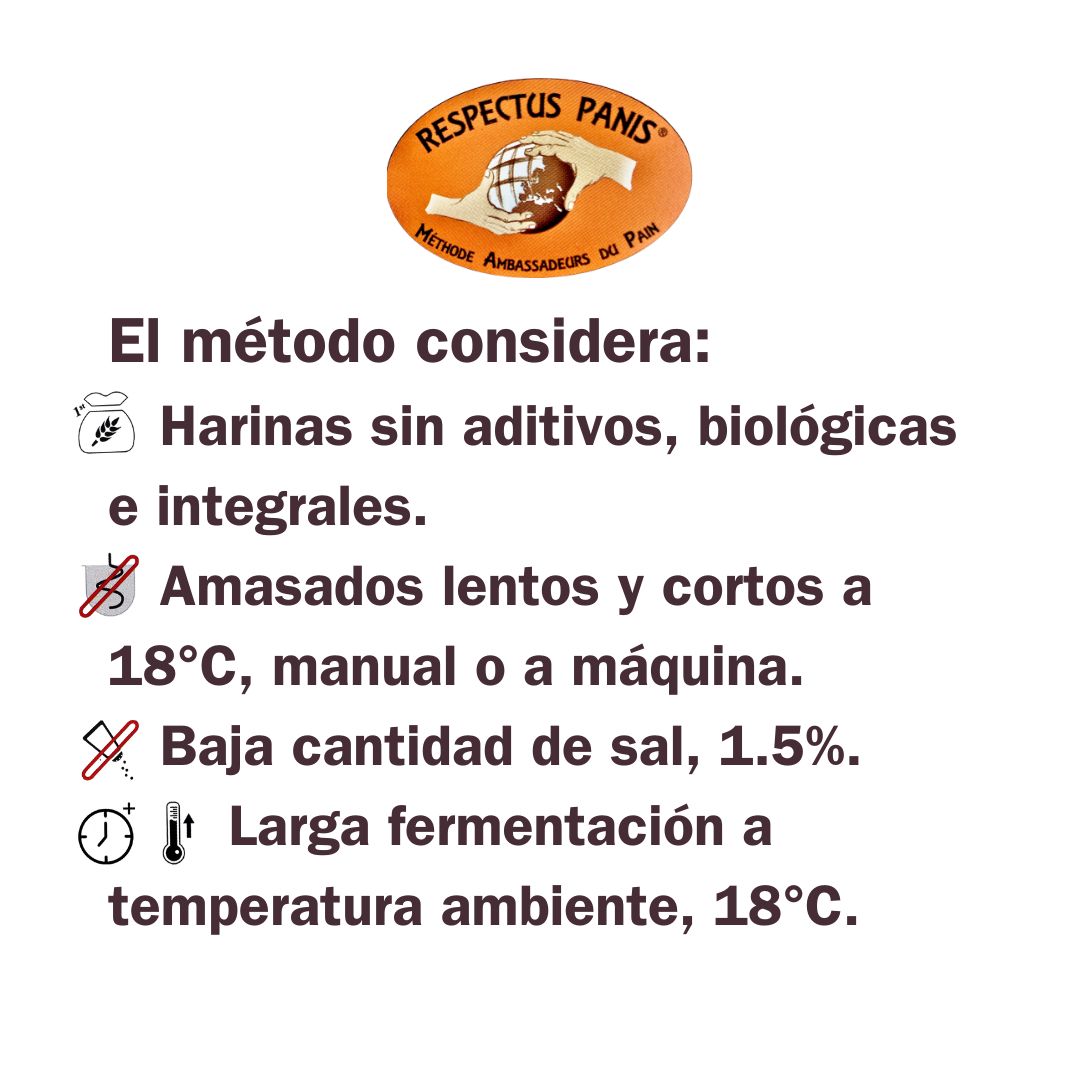 RESPECTUS PANIS®
MÉTHODE AMBASSADEURS DU PAIN
El método considera:
1st
Harinas sin aditivos, biológicas
e integrales.
Amasados lentos y cortos a
18°C, manual o a máquina.
Baja cantidad de sal, 1.5%.
+
Larga fermentación a
temperatura ambiente, 18°C.